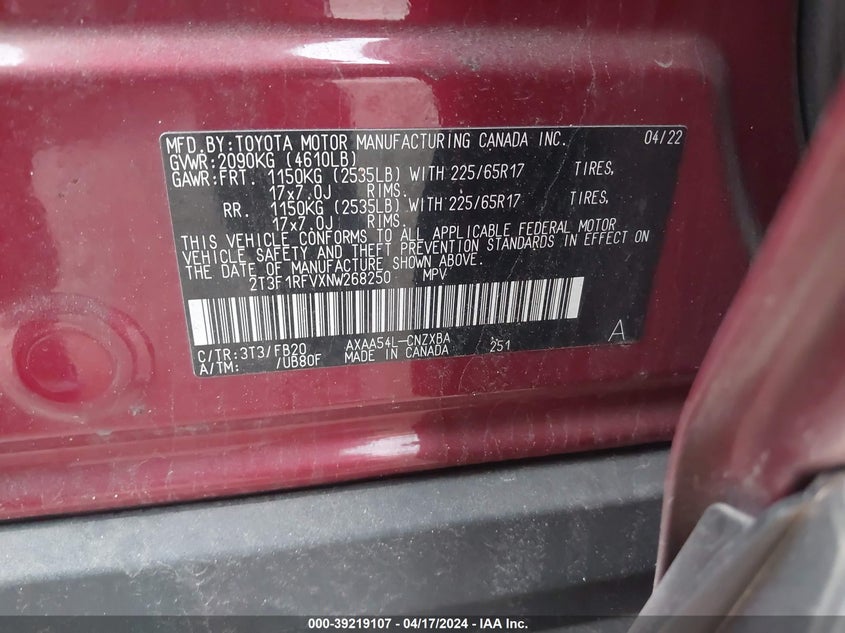 MFD.BY:TOYOTA MOTOR MANUFACTURING CANADA INC. 04/22
GVWR:2090KG (4610LB)
GAWR:FRT. 1150KG (2535LB) WITH 225/65R17 TIRES,
17x7.0J RIMS.
RR. 1150KG (2535LB) WITH 225/65R17 TIRES,
17x7.0J RIMS.
THIS VEHICLE CONFORMS TO ALL APPLICABLE FEDERAL MOTOR
VEHICLE SAFETY AND THEFT PREVENTION STANDARDS IN EFFECT ON
THE DATE OF MANUFACTURE SHOWN ABOVE.
2T3F1RFVXNW268250 MPV
C/TR:3T3/FB20 AXAA54L-CNZXBA 251 A
A/TM: /UB80F MADE IN CANADA
000-39219107 - 04/17/2024 - IAA Inc.